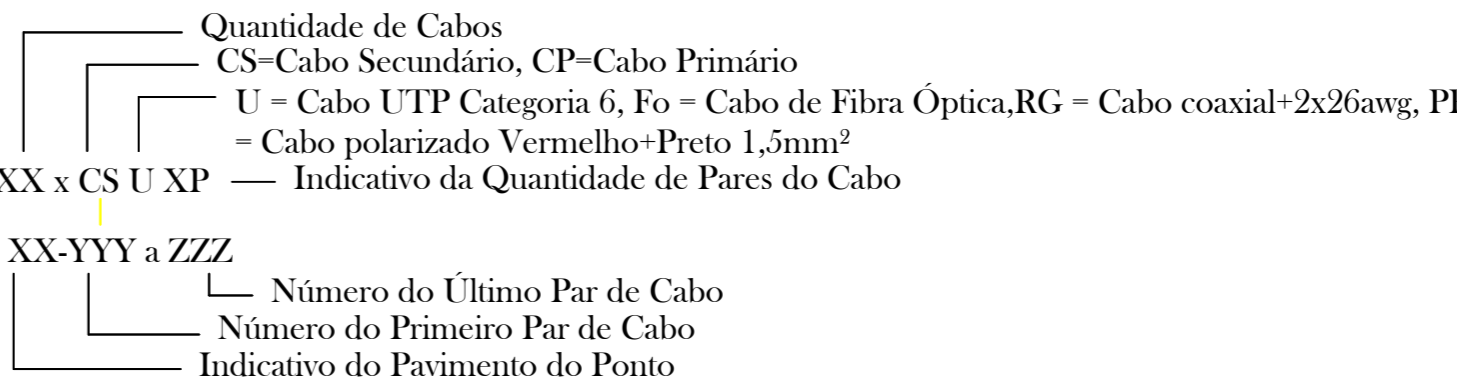 Quantidade de Cabos
CS=Cabo Secundário, CP=Cabo Primário
U = Cabo UTP Categoria 6, Fo = Cabo de Fibra Óptica,RG = Cabo coaxial+2x26awg,
= Cabo polarizado Vermelho+Preto 1,5mm²
XX x CS U XP Indicativo da Quantidade de Pares do Cabo
XX-YYY a ZZZ
Número do Último Par de Cabo
Número do Primeiro Par de Cabo
Indicativo do Pavimento do Ponto